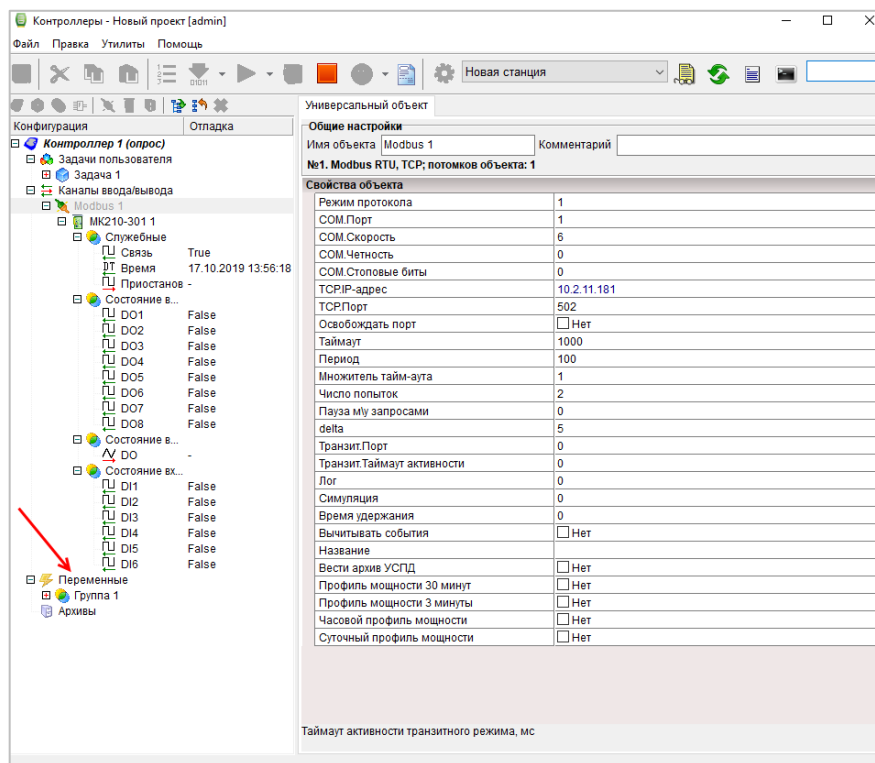 Контроллеры - Новый проект [admin]
Файл Правка Утилиты Помощь
Новая станция
Конфигурация Отладка
Контроллер 1 (опрос)
Задачи пользователя
Задача 1
Каналы ввода/вывода
Modbus 1
МК210-301 1
Служебные
Связь True
Время 17.10.2019 13:56:18
Приостанов -
Состояние в...
DO1 False
DO2 False
DO3 False
DO4 False
DO5 False
DO6 False
DO7 False
DO8 False
Состояние в...
DO -
Состояние вх...
DI1 False
DI2 False
DI3 False
DI4 False
DI5 False
DI6 False
Переменные
Группа 1
Архивы
Универсальный объект
Общие настройки
Имя объекта Modbus 1 Комментарий
№1. Modbus RTU, TCP; потомков объекта: 1
Свойства объекта
Режим протокола 1
COM.Порт 1
COM.Скорость 6
COM.Четность 0
COM.Стоповые биты 0
TCP.IP-адрес 10.2.11.181
TCP.Порт 502
Освобождать порт Нет
Таймаут 1000
Период 100
Множитель тайм-аута 1
Число попыток 2
Пауза м\у запросами 0
delta 5
Транзит.Порт 0
Транзит.Таймаут активности 0
Лог 0
Симуляция 0
Время удержания 0
Вычитывать события Нет
Название
Вести архив УСПД Нет
Профиль мощности 30 минут Нет
Профиль мощности 3 минуты Нет
Часовой профиль мощности Нет
Суточный профиль мощности Нет
Таймаут активности транзитного режима, мс